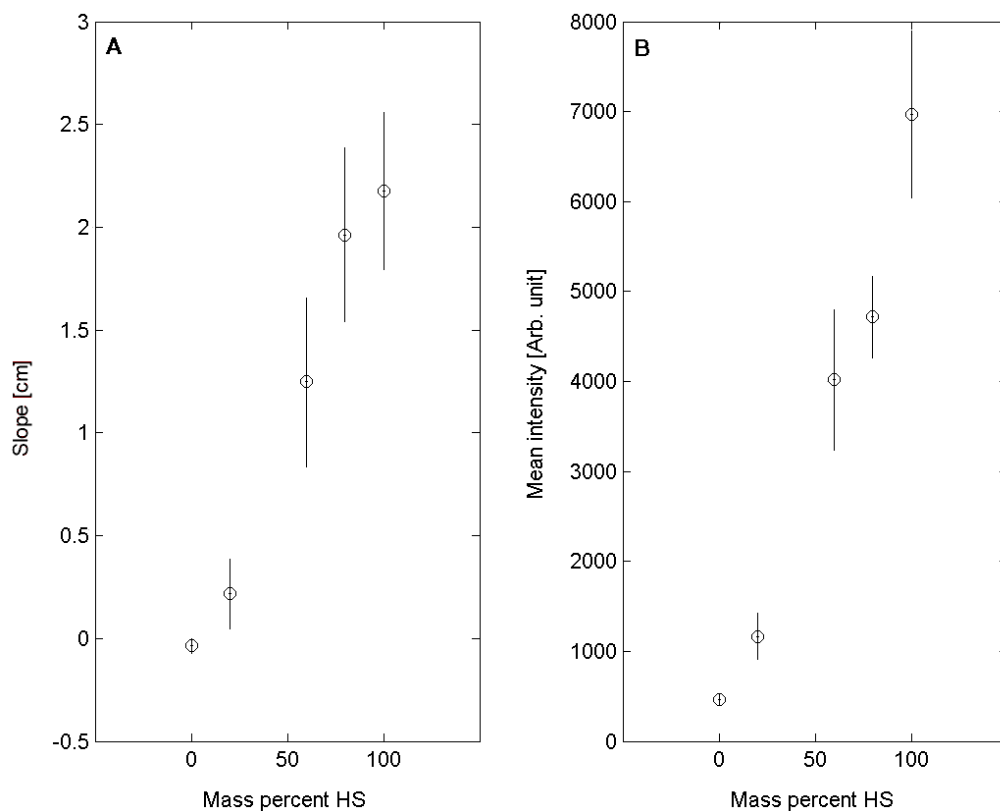 A
3
2.5
2
1.5
1
0.5
0
-0.5
Slope [cm]
0 50 100
Mass percent HS
B
8000
7000
6000
5000
4000
3000
2000
1000
0
Mean intensity [Arb. unit]
0 50 100
Mass percent HS